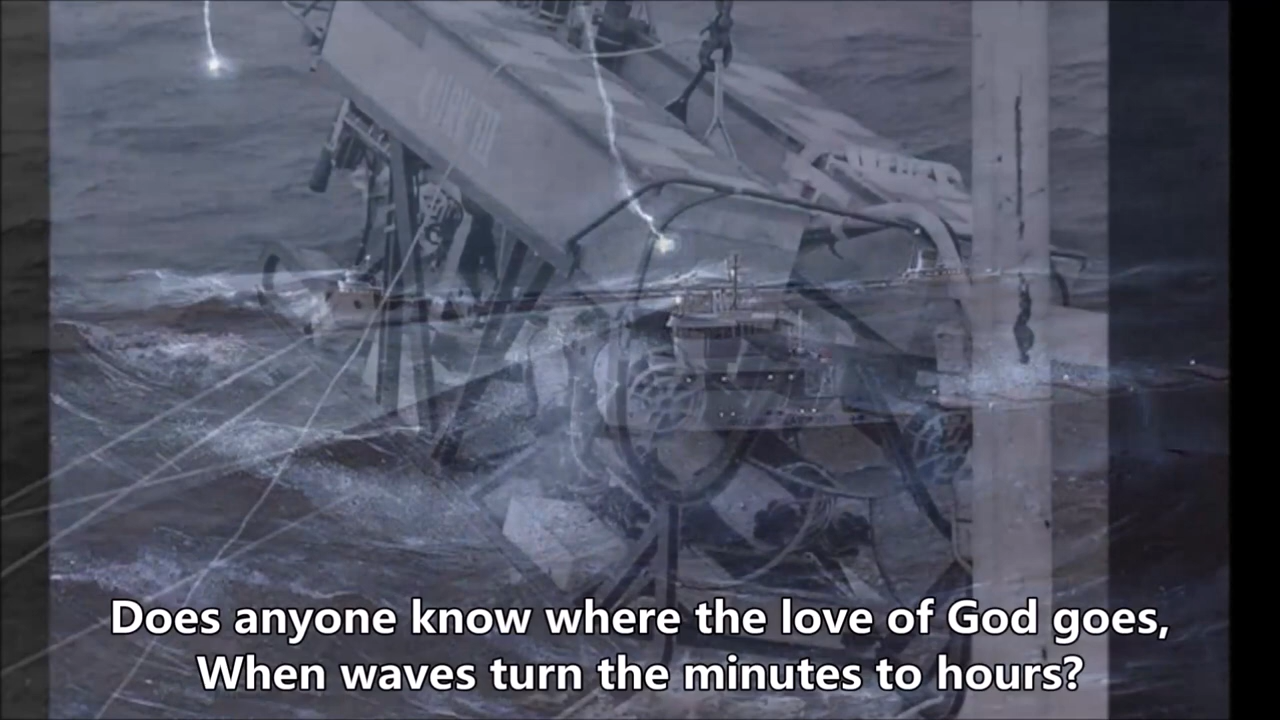 Does anyone know where the love of God goes,
When waves turn the minutes to hours?